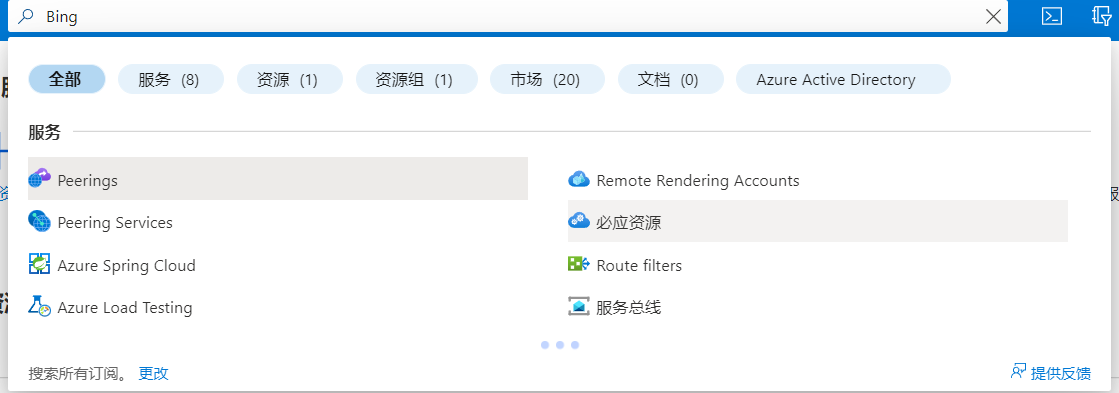 Bing
全部 服务 (8) 资源 (1) 资源组 (1) 市场 (20) 文档 (0) Azure Active Directory
服务
Peerings Remote Rendering Accounts
Peering Services 必应资源
Azure Spring Cloud Route filters
Azure Load Testing 服务总线
搜索所有订阅。 更改 提供反馈